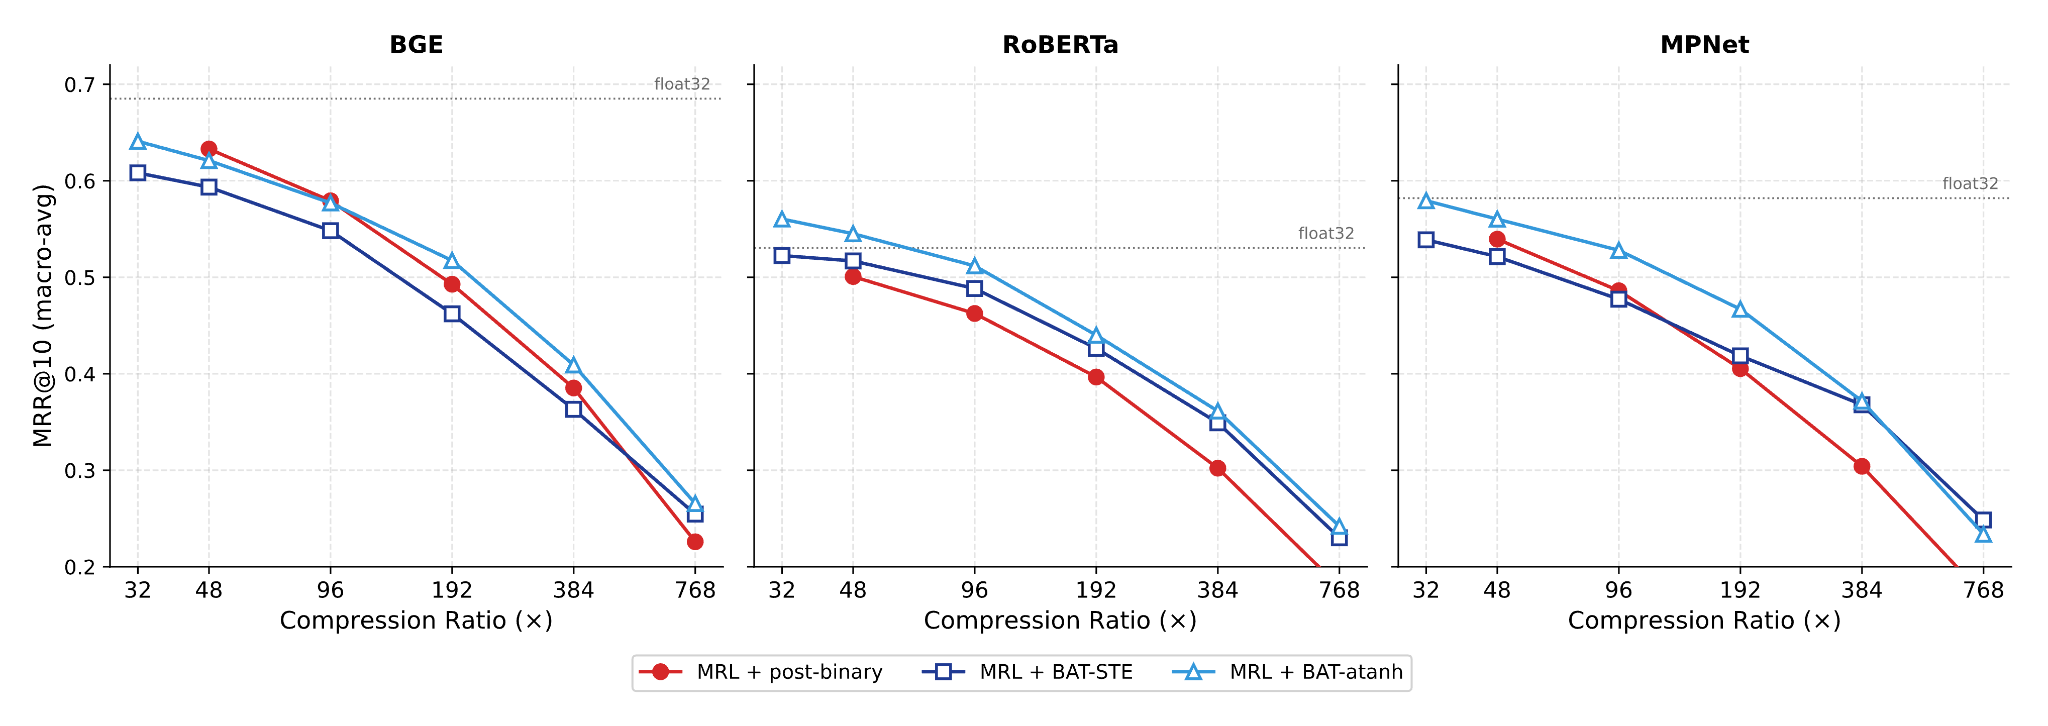 BGE
RoBERTa
MPNet
MRR@10 (macro-avg)
0.7
0.6
0.5
0.4
0.3
0.2
float32
float32
float32
32 48 96 192 384 768
32 48 96 192 384 768
32 48 96 192 384 768
Compression Ratio (×)
Compression Ratio (×)
Compression Ratio (×)
MRL + post-binary
MRL + BAT-STE
MRL + BAT-atanh